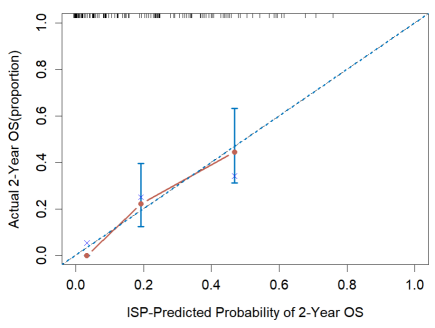 1.0
0.8
0.6
0.4
0.2
0.0
Actual 2-Year OS(proportion)
0.0 0.2 0.4 0.6 0.8 1.0
ISP-Predicted Probability of 2-Year OS